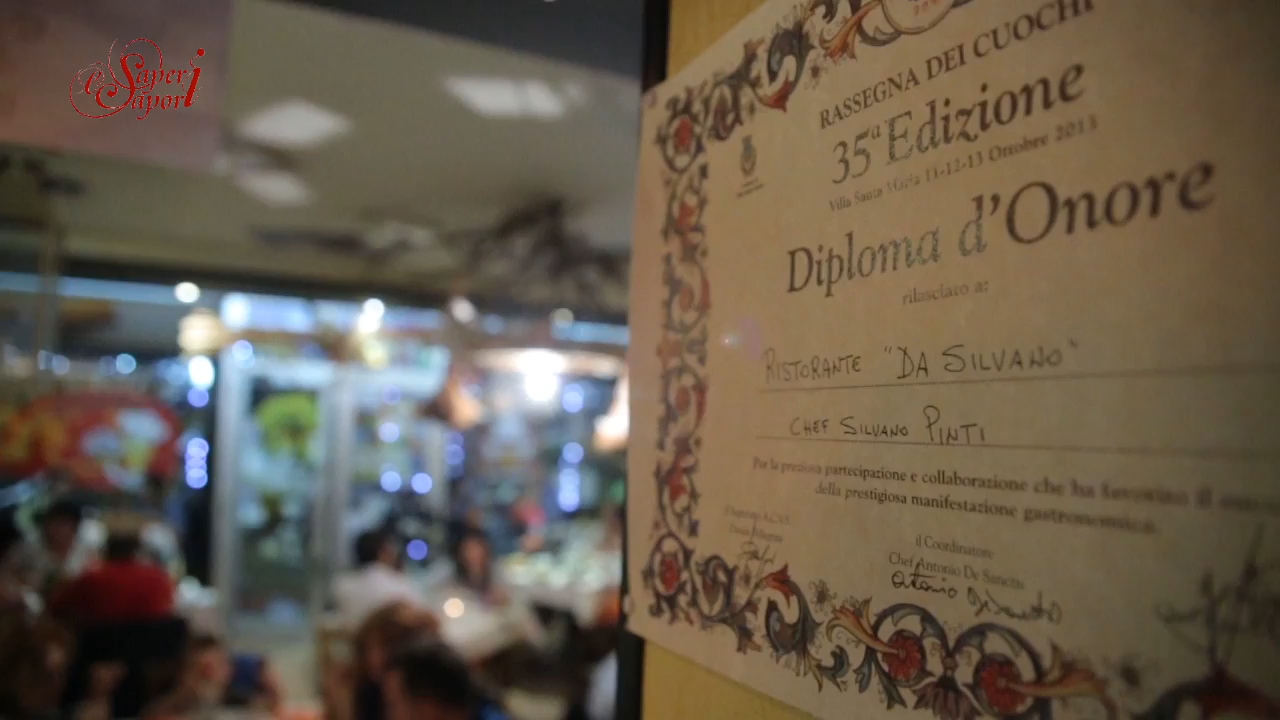 Saperi
Sapori
RASSEGNA DEI CUOCHI
35ª Edizione
Villa Santa Maria 11-12-13 Ottobre 2013
Diploma d'Onore
rilasciato a:
RISTORANTE "DA SILVANO"
CHEF SILVANO PINTI
Per la preziosa partecipazione e collaborazione che ha favorito il
della prestigiosa manifestazione gastronomica.
il Coordinatore
Chef Antonio De Sanctis